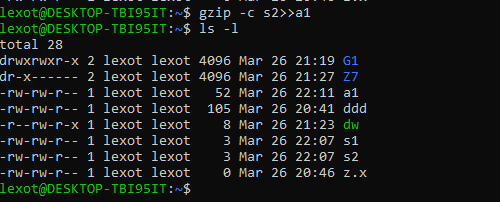 lexot@DESKTOP-TBI95IT:~$ gzip -c s2>>a1
lexot@DESKTOP-TBI95IT:~$ ls -l
total 28
drwxrwxr-x 2 lexot lexot 4096 Mar 26 21:19 G1
dr-x------ 2 lexot lexot 4096 Mar 26 21:27 Z7
-rw-rw-r-- 1 lexot lexot 52 Mar 26 22:11 a1
-rw-rw-r-- 1 lexot lexot 105 Mar 26 20:41 ddd
-r--rw-r-x 1 lexot lexot 8 Mar 26 21:23 dw
-rw-rw-r-- 1 lexot lexot 3 Mar 26 22:07 s1
-rw-rw-r-- 1 lexot lexot 3 Mar 26 22:07 s2
-rw-rw-r-- 1 lexot lexot 0 Mar 26 20:46 z.x
lexot@DESKTOP-TBI95IT:~$